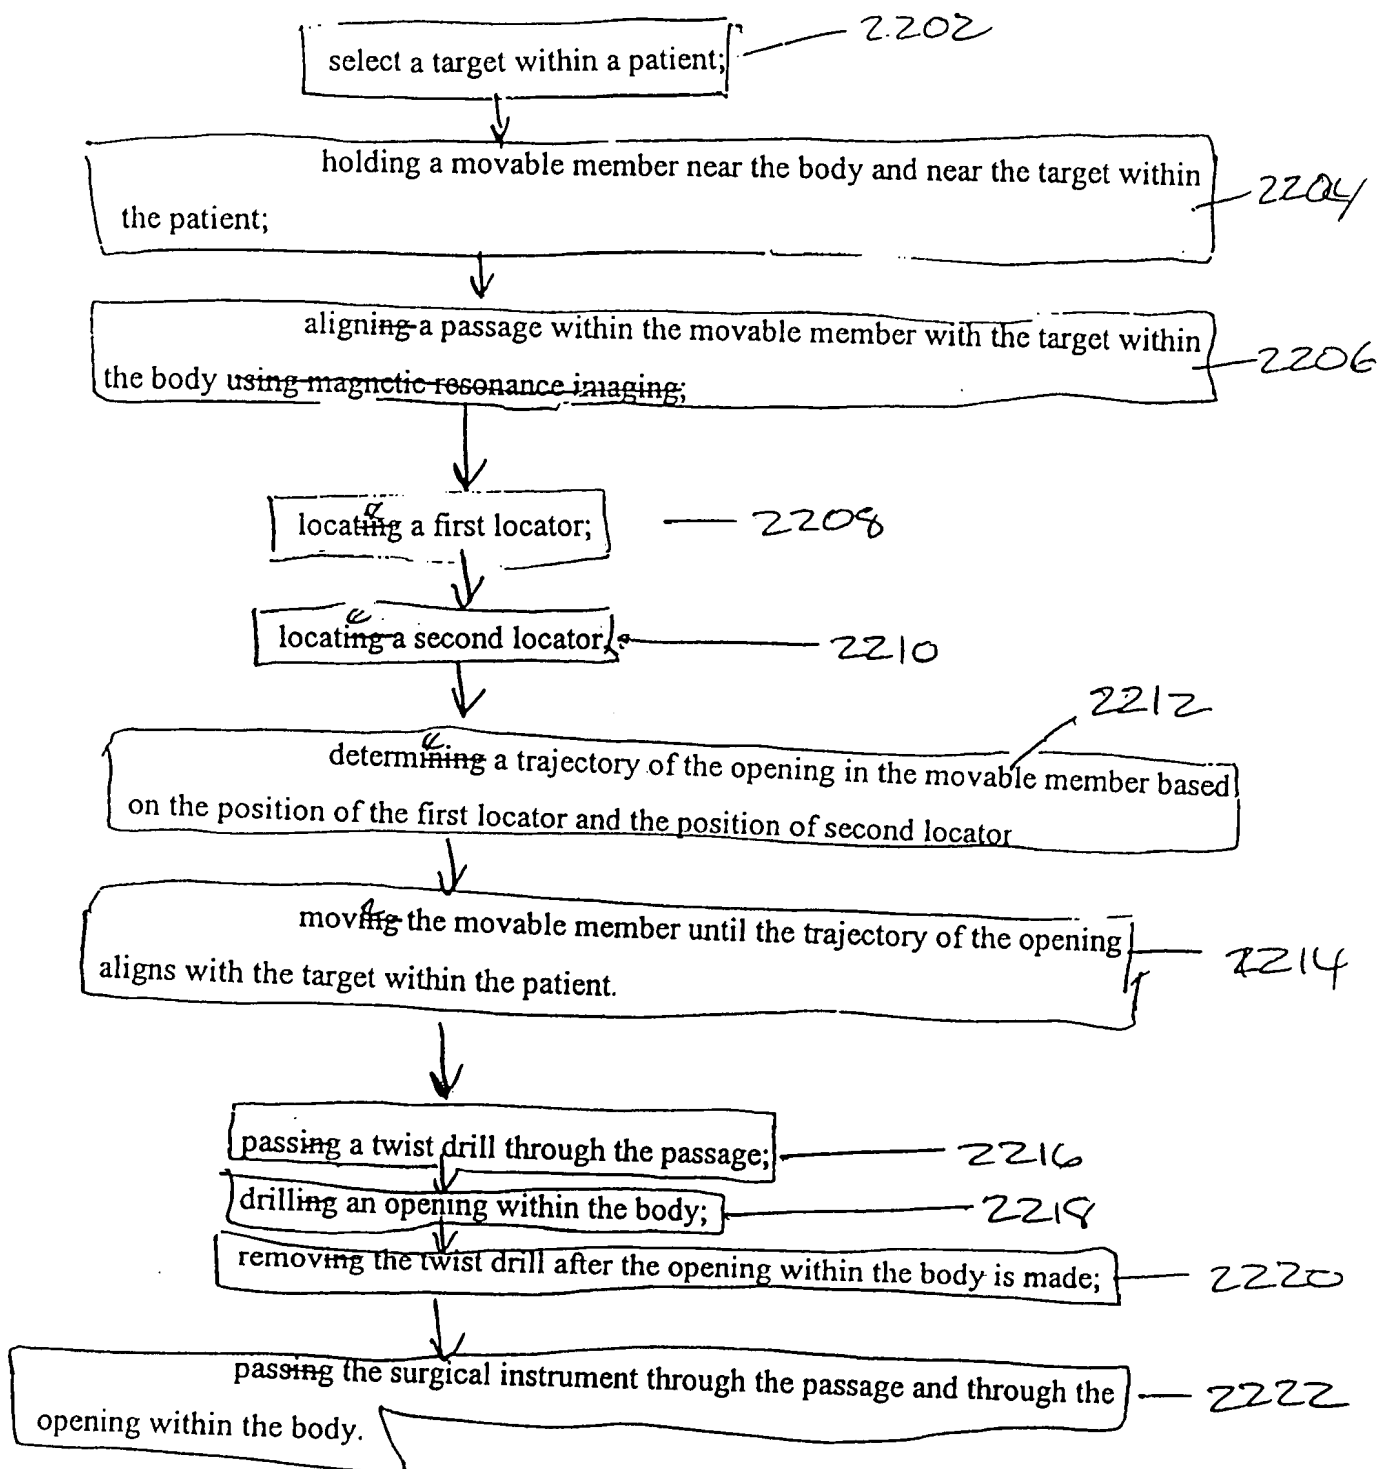 select a target within a patient; 2202
holding a movable member near the body and near the target within 2204
the patient;
aligning a passage within the movable member with the target within 2206
the body using magnetic resonance imaging;
locating a first locator; 2208
e
locating a second locator, 2210
e
2212
determining a trajectory of the opening in the movable member based
e
on the position of the first locator and the position of second locator
moving the movable member until the trajectory of the opening 2214
e
aligns with the target within the patient.
passing a twist drill through the passage; 2216
drilling an opening within the body; 2218
removing the twist drill after the opening within the body is made; 2220
passing the surgical instrument through the passage and through the 2222
opening within the body.